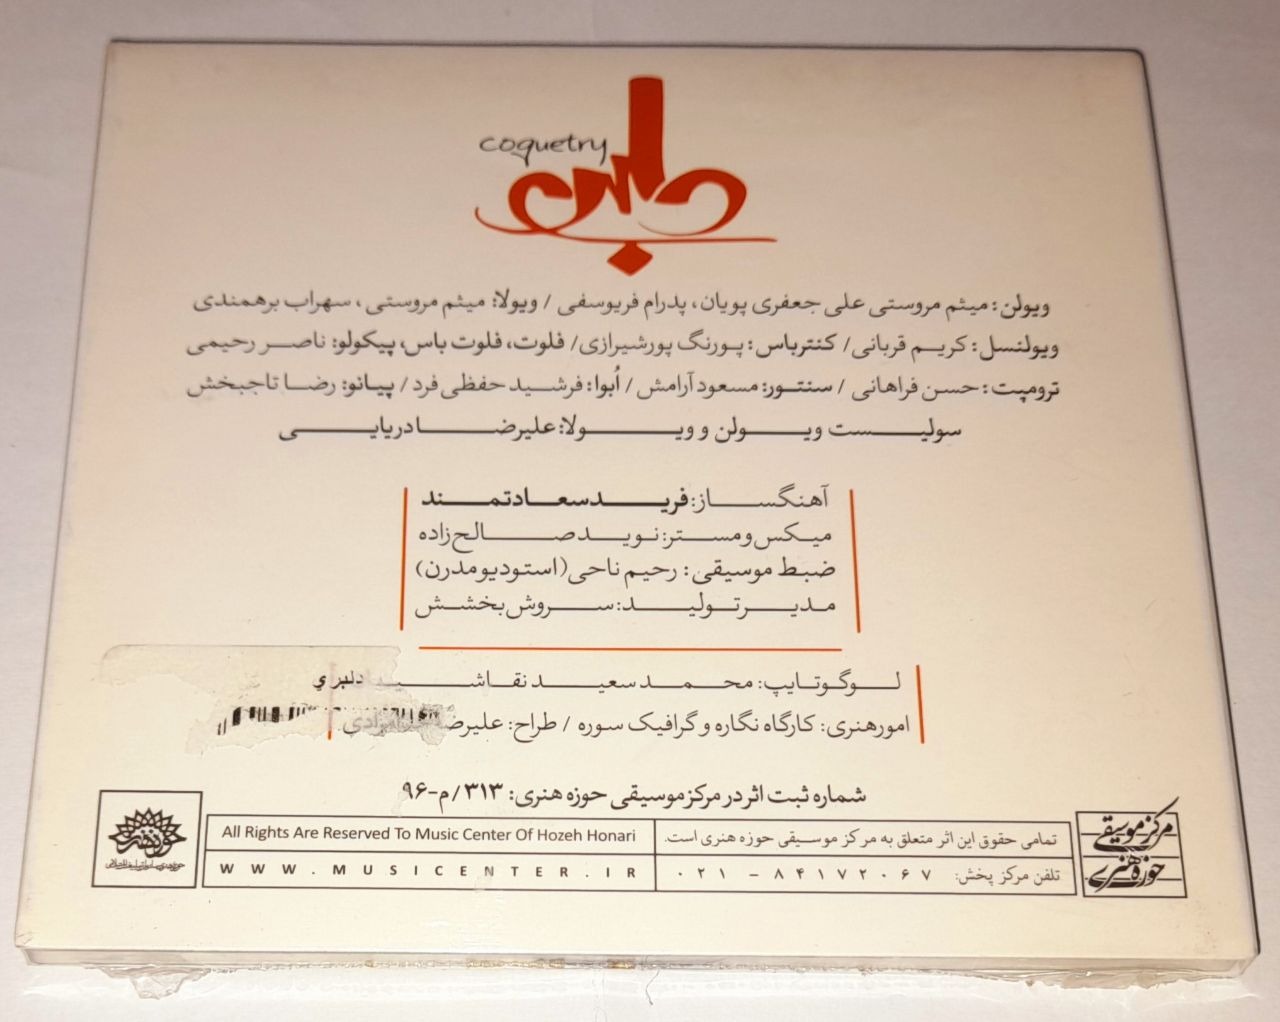 coquetry
دلبری
ویولن: میثم مروستی علی جعفری پویان، پدرام فریوسفی / ویولا: میثم مروستی، سهراب برهمندی
ویولنسل: کریم قربانی/ کنترباس: پورنگ پورشیرازی/ فلوت، فلوت باس، پیکولو: ناصر رحیمی
ترومپت: حسن فراهانی / سنتور: مسعود آرامش / اُبوا: فرشید حفظی فرد / پیانو: رضا تاجبخش
سولیست ویولن و ویولا: علیرضا دریایی
آهنگساز: فرید سعادتمند
میکس و مستر: نوید صالح زاده
ضبط موسیقی: رحیم ناحی (استودیو مدرن)
مدیر تولید: سروش بخشش
لوگوتایپ: محمد سعید نقاشیان
دلبری
امور هنری: کارگاه نگاره و گرافیک سوره / طراح: علیرضا
شماره ثبت اثر در مرکز موسیقی حوزه هنری: ۳۱۳/م-۹۶
تمامی حقوق این اثر متعلق به مرکز موسیقی حوزه هنری است.
All Rights Are Reserved To Music Center Of Hozeh Honari
تلفن مرکز پخش: ۰۲۱ - ۸۴۱۷۲۰۶۷
WWW.MUSICENTER.IR
مرکز موسیقی
حوزه هنری